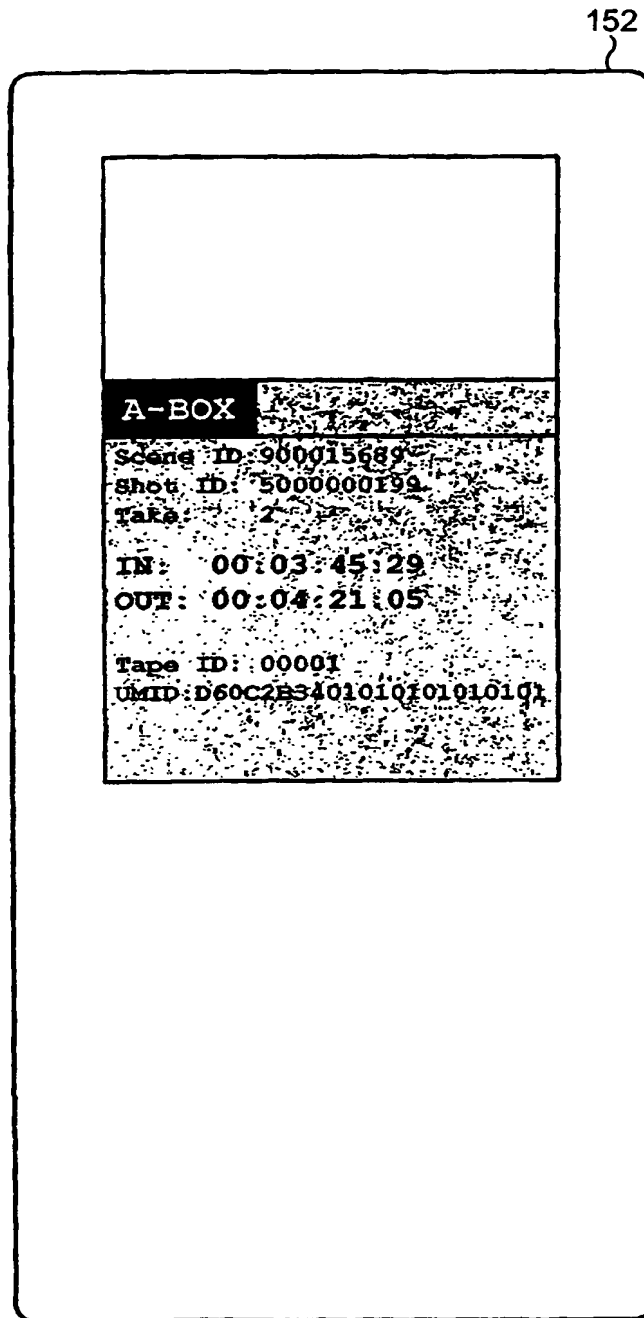 152
A-BOX
Scene ID:900015689
Shot ID: 5000000199
Take: 2
IN: 00:03:45:29
OUT: 00:04:21:05
Tape ID: 00001
UMID:D60C2B3401010101010101